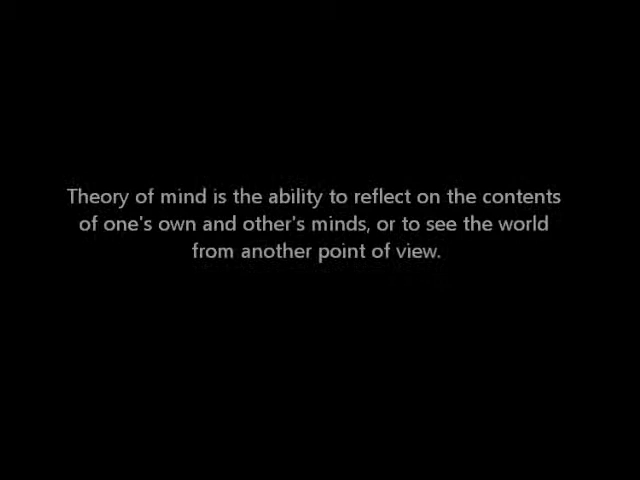 Theory of mind is the ability to reflect on the contents
of one's own and other's minds, or to see the world
from another point of view.